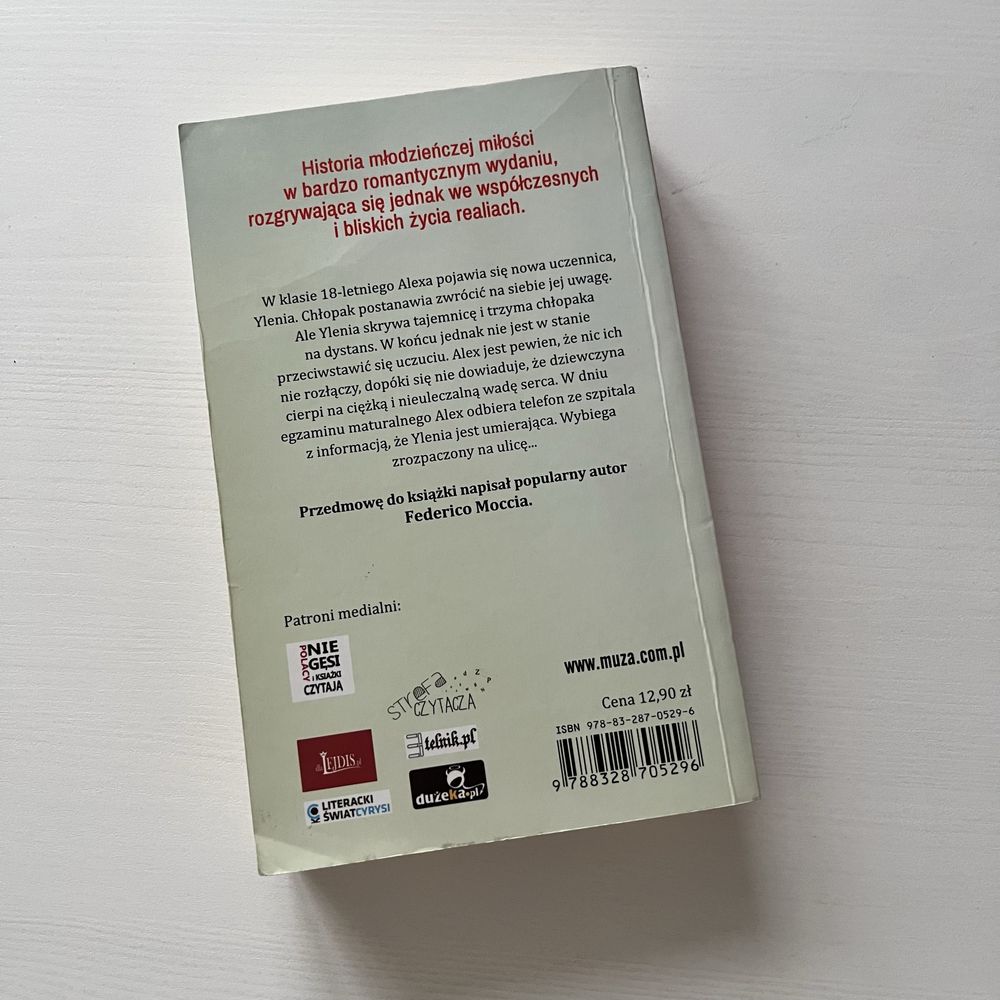 Historia młodzieńczej miłości
w bardzo romantycznym wydaniu,
rozgrywająca się jednak we współczesnych
i bliskich życia realiach.
W klasie 18-letniego Alexa pojawia się nowa uczennica,
Ylenia. Chłopak postanawia zwrócić na siebie jej uwagę.
Ale Ylenia skrywa tajemnicę i trzyma chłopaka
na dystans. W końcu jednak nie jest w stanie
przeciwstawić się uczuciu. Alex jest pewien, że nic ich
nie rozłączy, dopóki się nie dowiaduje, że dziewczyna
cierpi na ciężką i nieuleczalną wadę serca. W dniu
egzaminu maturalnego Alex odbiera telefon ze szpitala
z informacją, że Ylenia jest umierająca. Wybiega
zrozpaczony na ulicę...
Przedmowę do książki napisał popularny autor
Federico Moccia.
Patroni medialni:
POLACY
NIE
GĘSI
I KSIĄŻKI
CZYTAJĄ
strefa
CZYTACZA
dlaLEJDIS.pl
telnik.pl
LITERACKI
ŚWIATCYRYSI
dużeKa.pl
www.muza.com.pl
Cena 12,90 zł
ISBN 978-83-287-0529-6
9 788328 705296